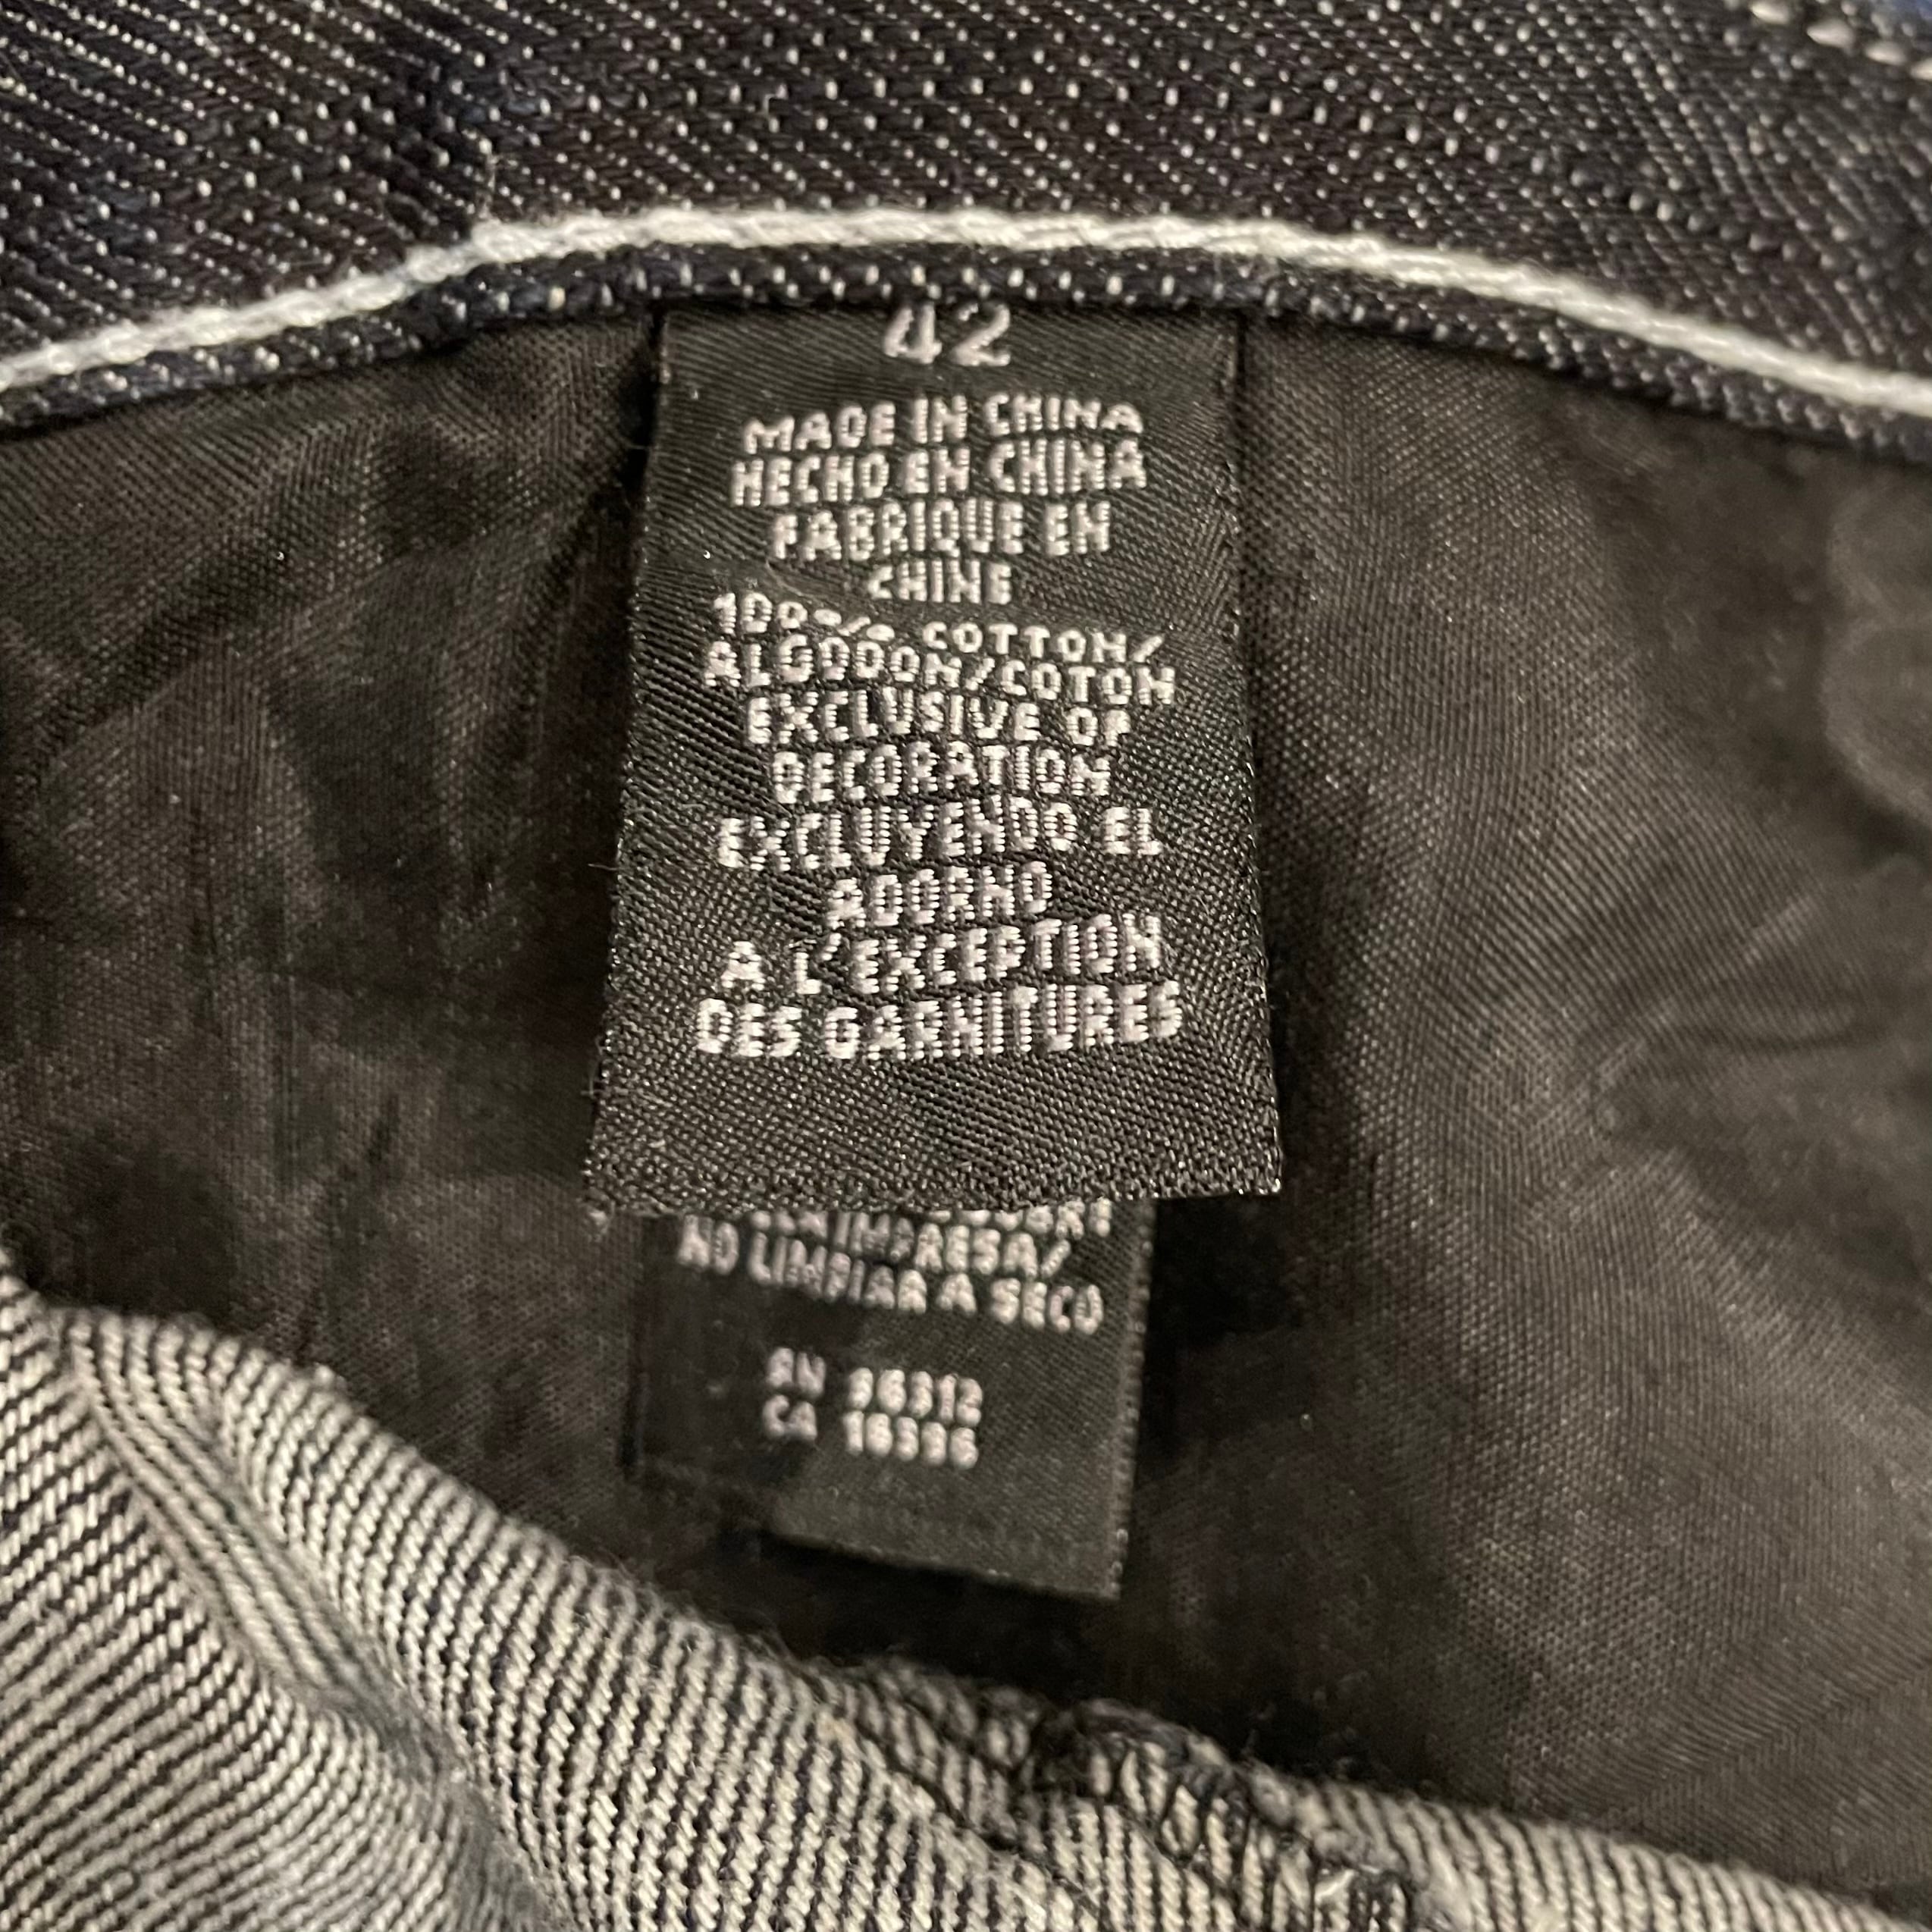 42
MADE IN CHINA
HECHO EN CHINA
FABRIQUE EN
CHINE
100% COTTON/
ALGODON/COTON
EXCLUSIVE OF
DECORATION
EXCLUYENDO EL
ADORNO
A L'EXCEPTION
DES GARNITURES
IMPRESA/
NO LIMPIAR A SECO
RN 96312
CA 16396